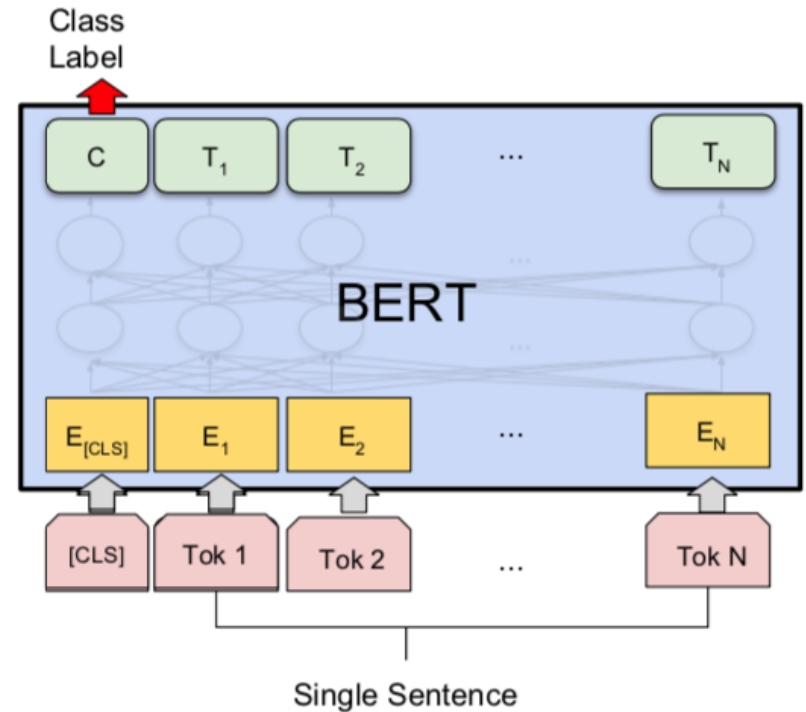 Class
Label
C T1 T2 ... TN
...
BERT
...
E[CLS] E1 E2 ... EN
[CLS] Tok 1 Tok 2 ... Tok N
Single Sentence